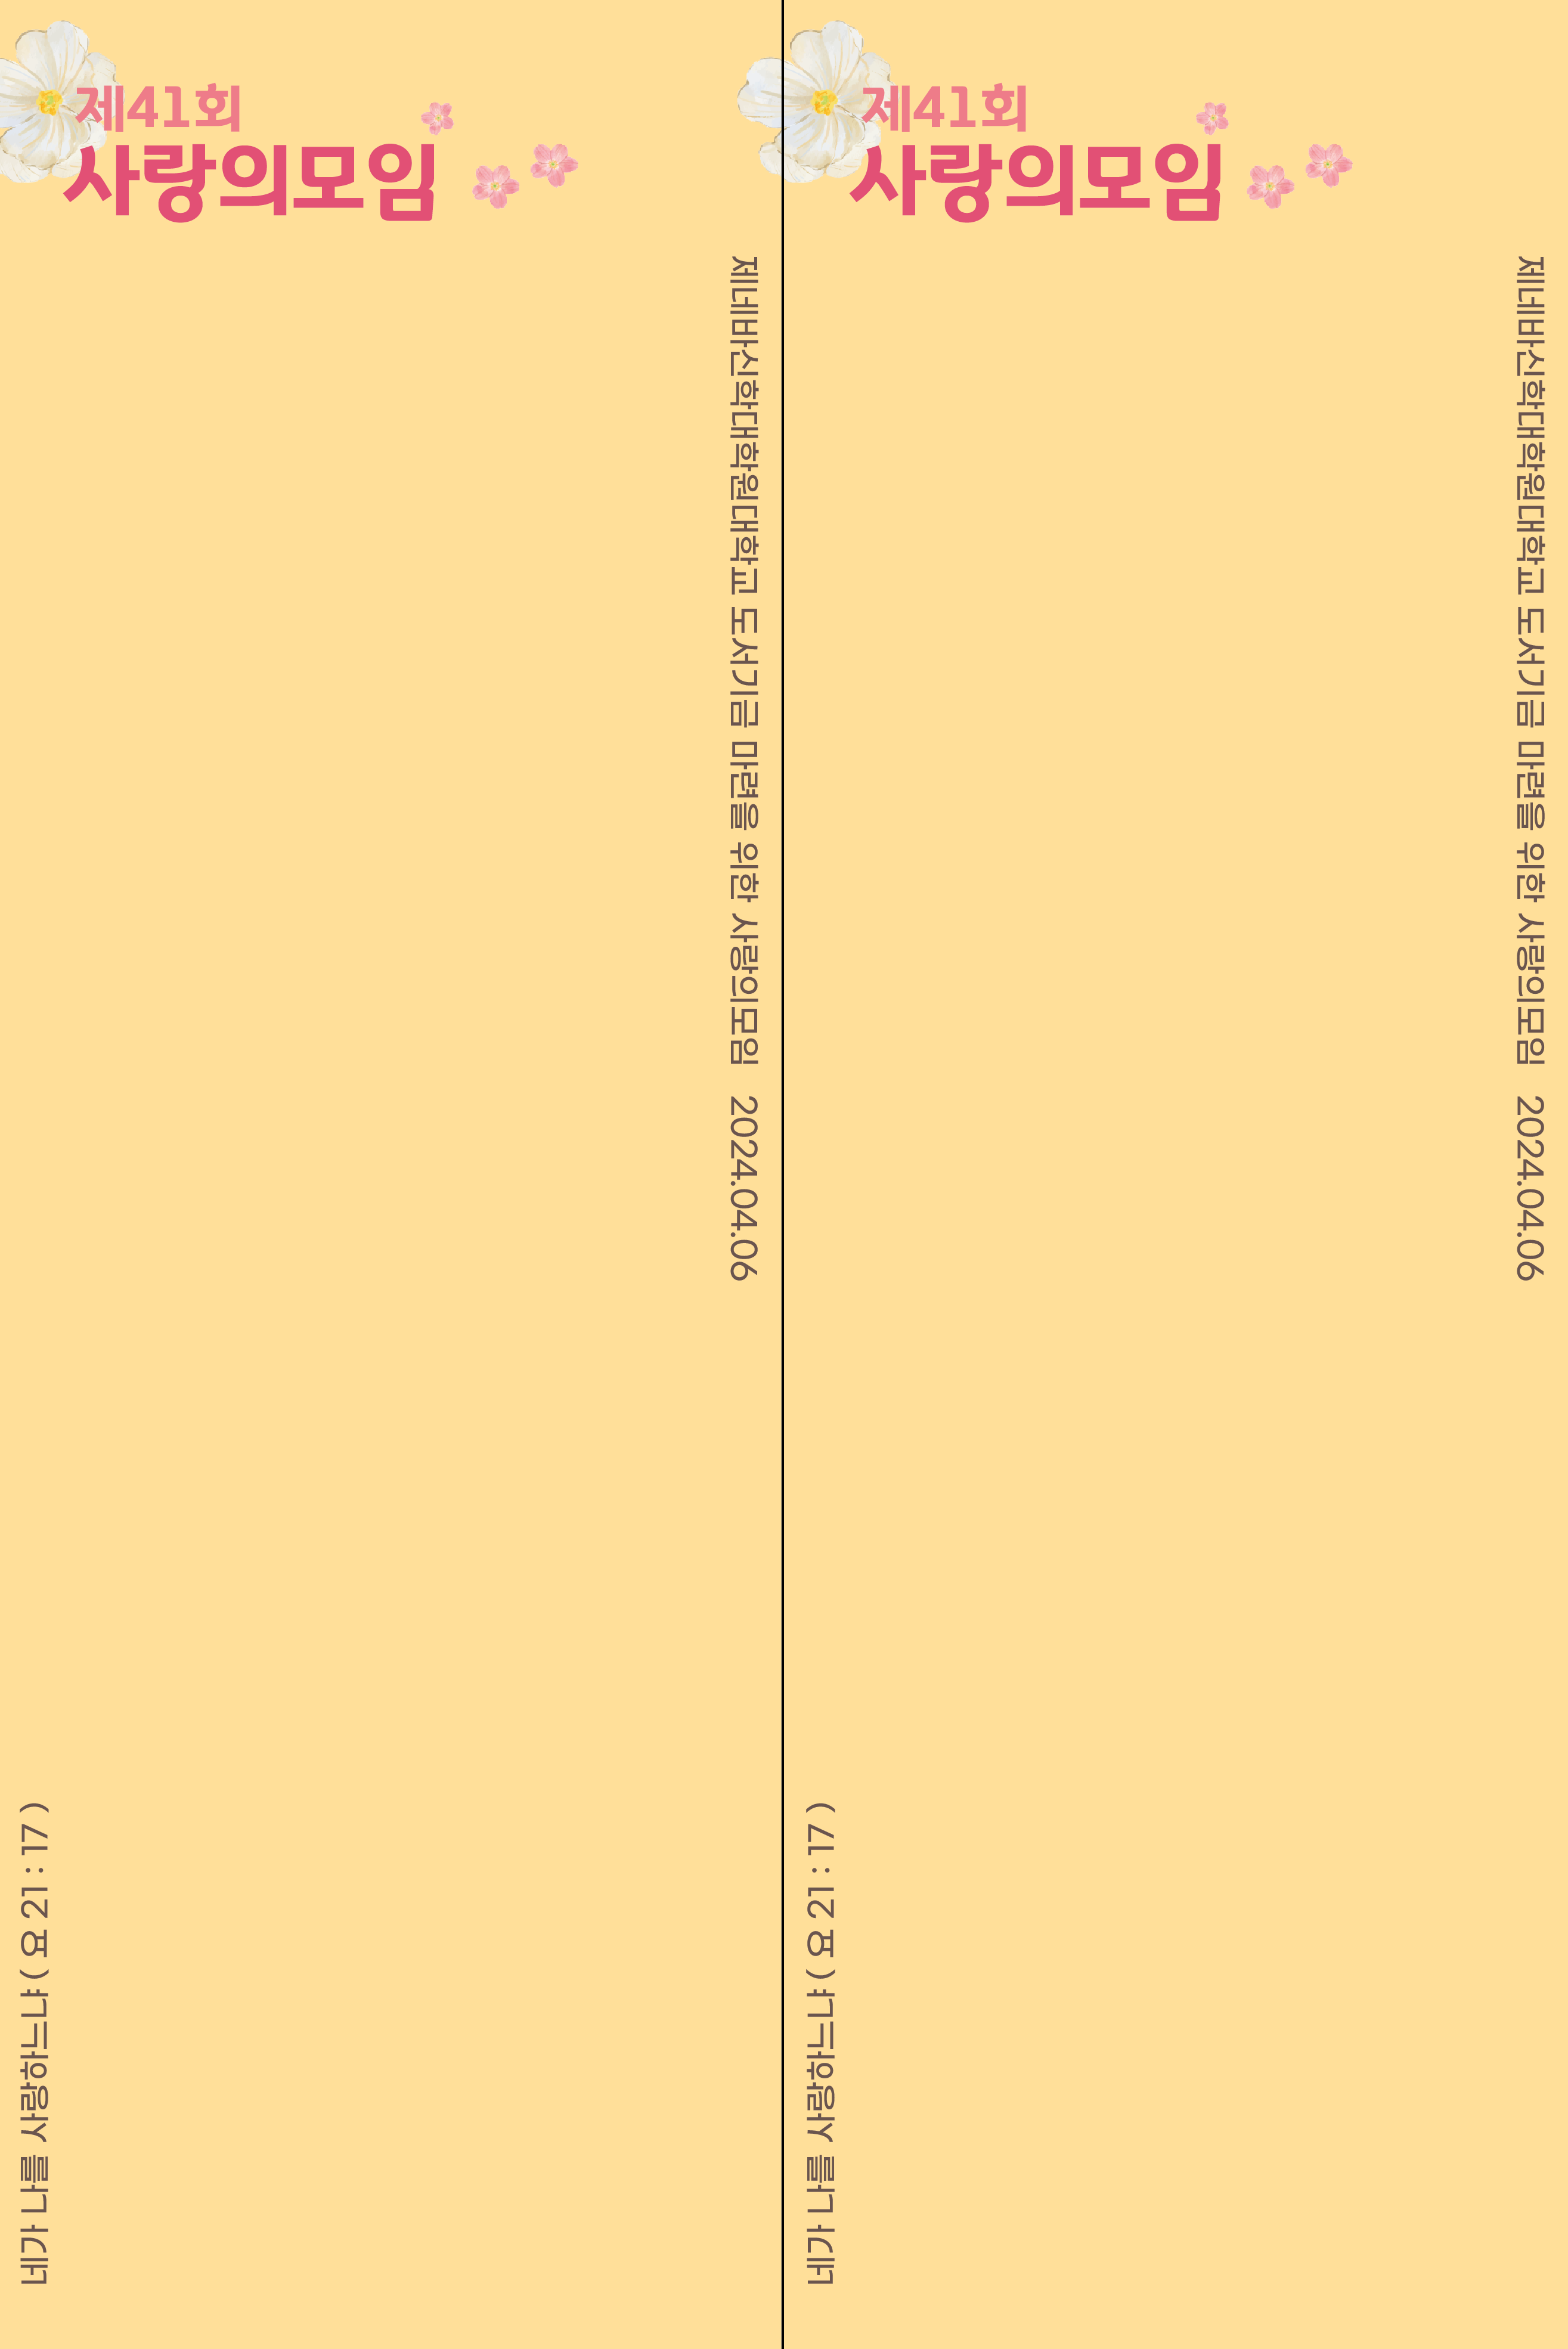 제41회
사랑의모임
제네바신학대학원대학교 도서기금 마련을 위한 사랑의모임 2024.04.06
네가 나를 사랑하느냐 ( 요 21 : 17 )
제41회
사랑의모임
제네바신학대학원대학교 도서기금 마련을 위한 사랑의모임 2024.04.06
네가 나를 사랑하느냐 ( 요 21 : 17 )